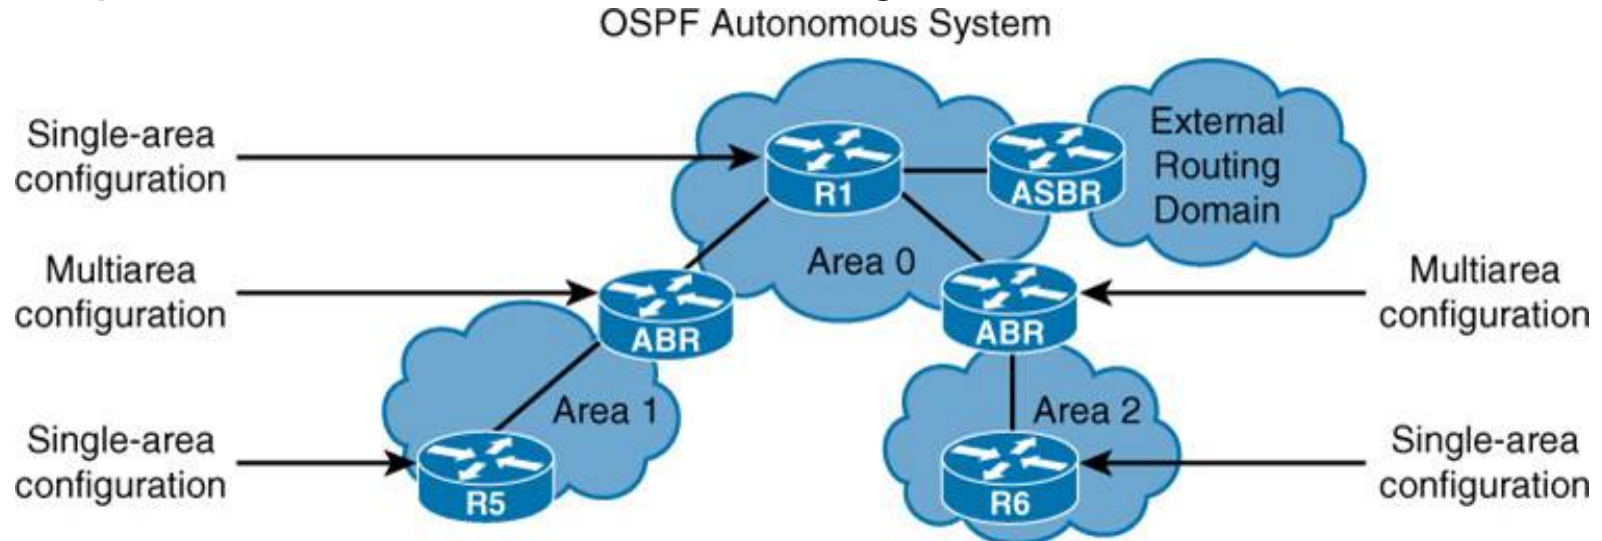 OSPF Autonomous System
Single-area
configuration
R1
ASBR
External
Routing
Domain
Area 0
Multiarea
configuration
ABR
ABR
Multiarea
configuration
Area 1
Area 2
Single-area
configuration
R5
R6
Single-area
configuration